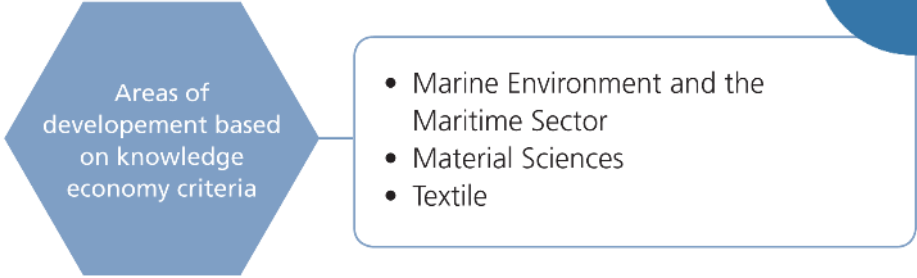 Areas of
developement based
on knowledge
economy criteria
• Marine Environment and the
Maritime Sector
• Material Sciences
• Textile